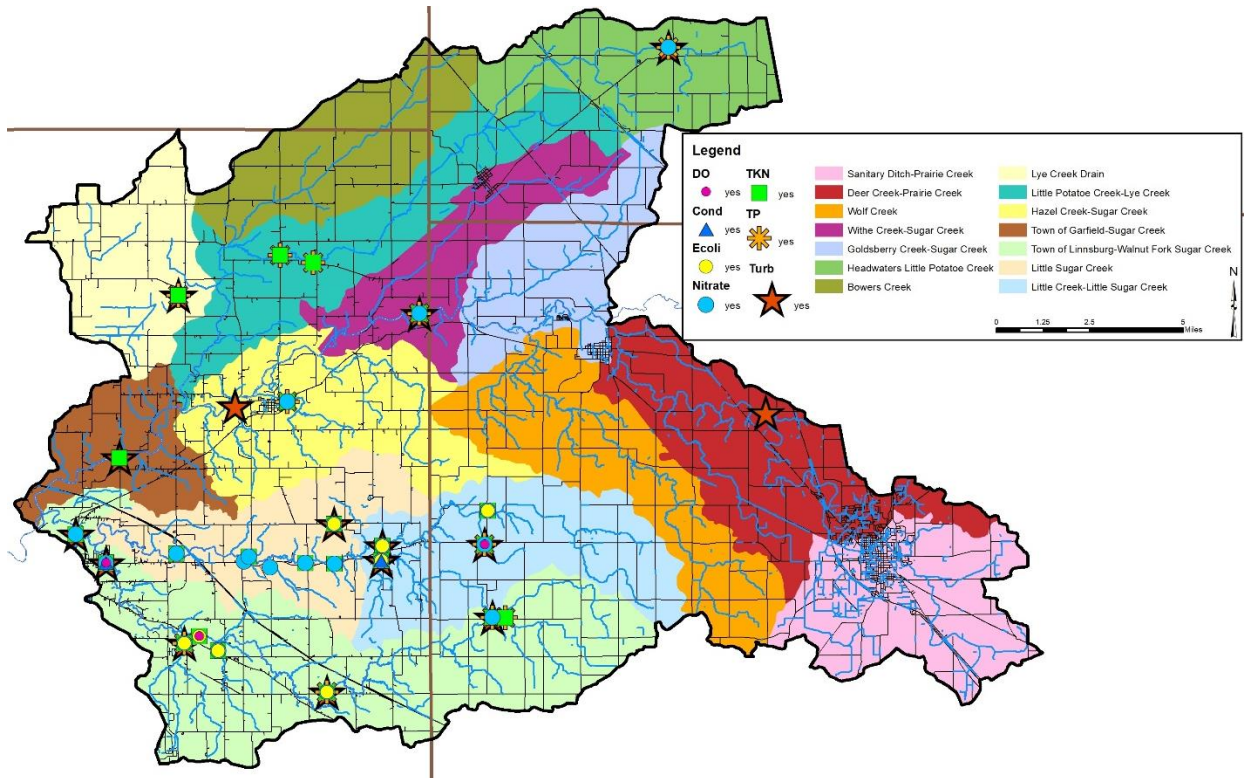 Legend
DO
yes
TKN
yes
Cond
yes
TP
yes
Ecoli
yes
Nitrate
yes
Turb
yes
Sanitary Ditch-Prairie Creek
Deer Creek-Prairie Creek
Wolf Creek
Withe Creek-Sugar Creek
Goldsberry Creek-Sugar Creek
Headwaters Little Potatoe Creek
Bowers Creek
Lye Creek Drain
Little Potatoe Creek-Lye Creek
Hazel Creek-Sugar Creek
Town of Garfield-Sugar Creek
Town of Linnsburg-Walnut Fork Sugar Creek
Little Sugar Creek
Little Creek-Little Sugar Creek
N
0 1.25 2.5 5
Miles